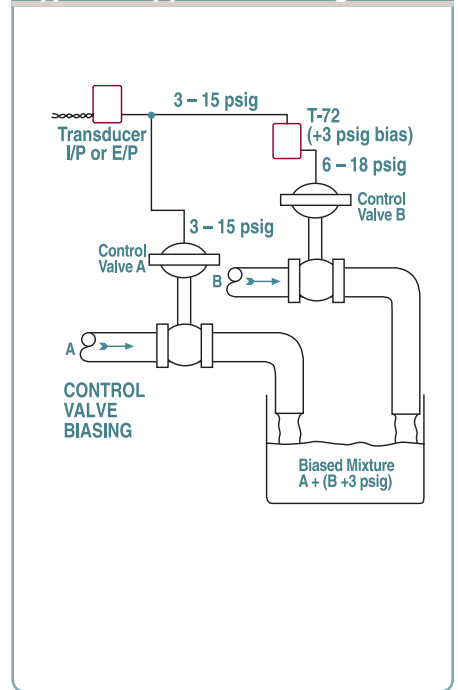 3 – 15 psig
Transducer
I/P or E/P
T-72
(+3 psig bias)
6 – 18 psig
Control
Valve B
3 – 15 psig
Control
Valve A
B
A
CONTROL
VALVE
BIASING
Biased Mixture
A + (B +3 psig)